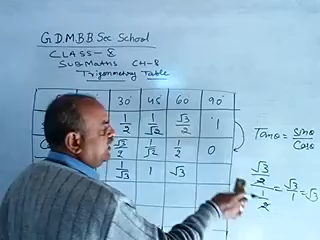 G.D.M.B.B. Sec School
CLASS-8
SUB Maths CH-8
Trigonometry Table
30° 45 60 90°
1/2 1/√2 √3/2 1
√3/2 1/√2 1/2 0
1/√3 1 √3
Tanθ = sinθ/Cosθ
√3/2 / 1/2 = √3/1 = √3